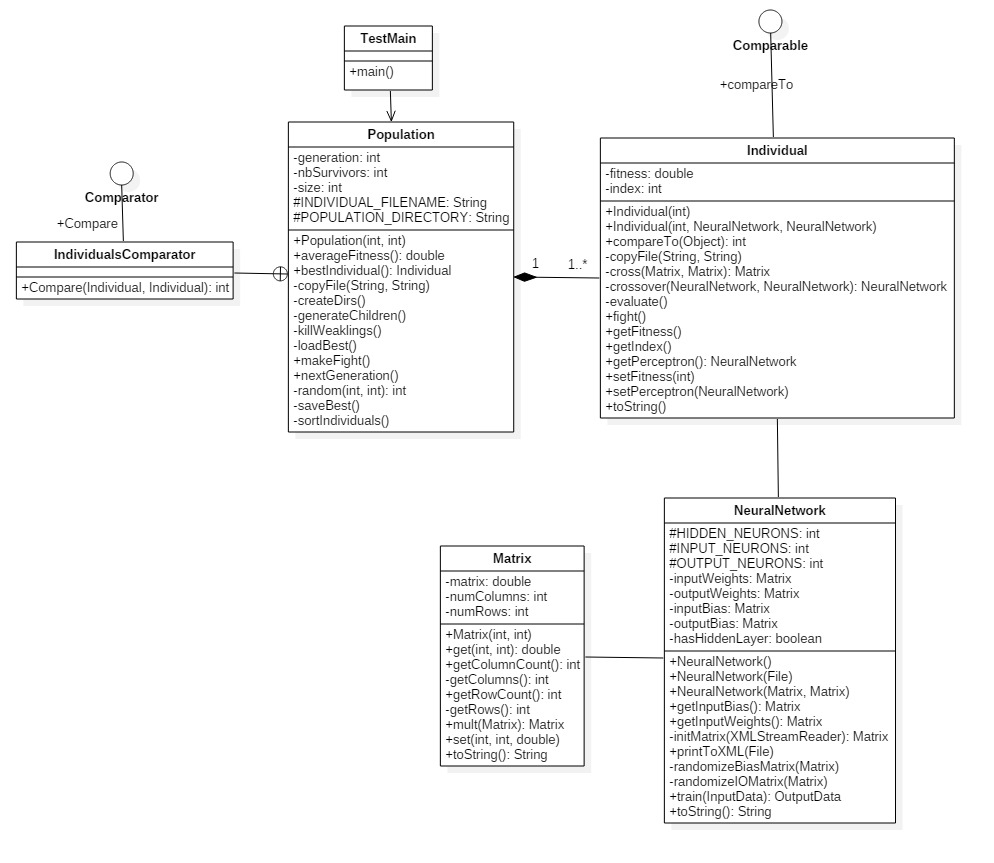 TestMain
+main()
Comparable
+compareTo
Population
-generation: int
-nbSurvivors: int
-size: int
#INDIVIDUAL_FILENAME: String
#POPULATION_DIRECTORY: String
+Population(int, int)
+averageFitness(): double
+bestIndividual(): Individual
-copyFile(String, String)
-createDirs()
-generateChildren()
-killWeaklings()
-loadBest()
+makeFight()
+nextGeneration()
-random(int, int): int
-saveBest()
-sortIndividuals()
Comparator
+Compare
IndividualsComparator
+Compare(Individual, Individual): int
1
1..*
Individual
-fitness: double
-index: int
+Individual(int)
+Individual(int, NeuralNetwork, NeuralNetwork)
+compareTo(Object): int
-copyFile(String, String)
-cross(Matrix, Matrix): Matrix
-crossover(NeuralNetwork, NeuralNetwork): NeuralNetwork
-evaluate()
+fight()
+getFitness()
+getIndex()
+getPerceptron(): NeuralNetwork
+setFitness(int)
+setPerceptron(NeuralNetwork)
+toString()
Matrix
-matrix: double
-numColumns: int
-numRows: int
+Matrix(int, int)
+get(int, int): double
+getColumnCount(): int
-getColumns(): int
+getRowCount(): int
-getRows(): int
+mult(Matrix): Matrix
+set(int, int, double)
+toString(): String
NeuralNetwork
#HIDDEN_NEURONS: int
#INPUT_NEURONS: int
#OUTPUT_NEURONS: int
-inputWeights: Matrix
-outputWeights: Matrix
-inputBias: Matrix
-outputBias: Matrix
-hasHiddenLayer: boolean
+NeuralNetwork()
+NeuralNetwork(File)
+NeuralNetwork(Matrix, Matrix)
+getInputBias(): Matrix
+getInputWeights(): Matrix
-initMatrix(XMLStreamReader): Matrix
+printToXML(File)
-randomizeBiasMatrix(Matrix)
-randomizeIOMatrix(Matrix)
+train(InputData): OutputData
+toString(): String